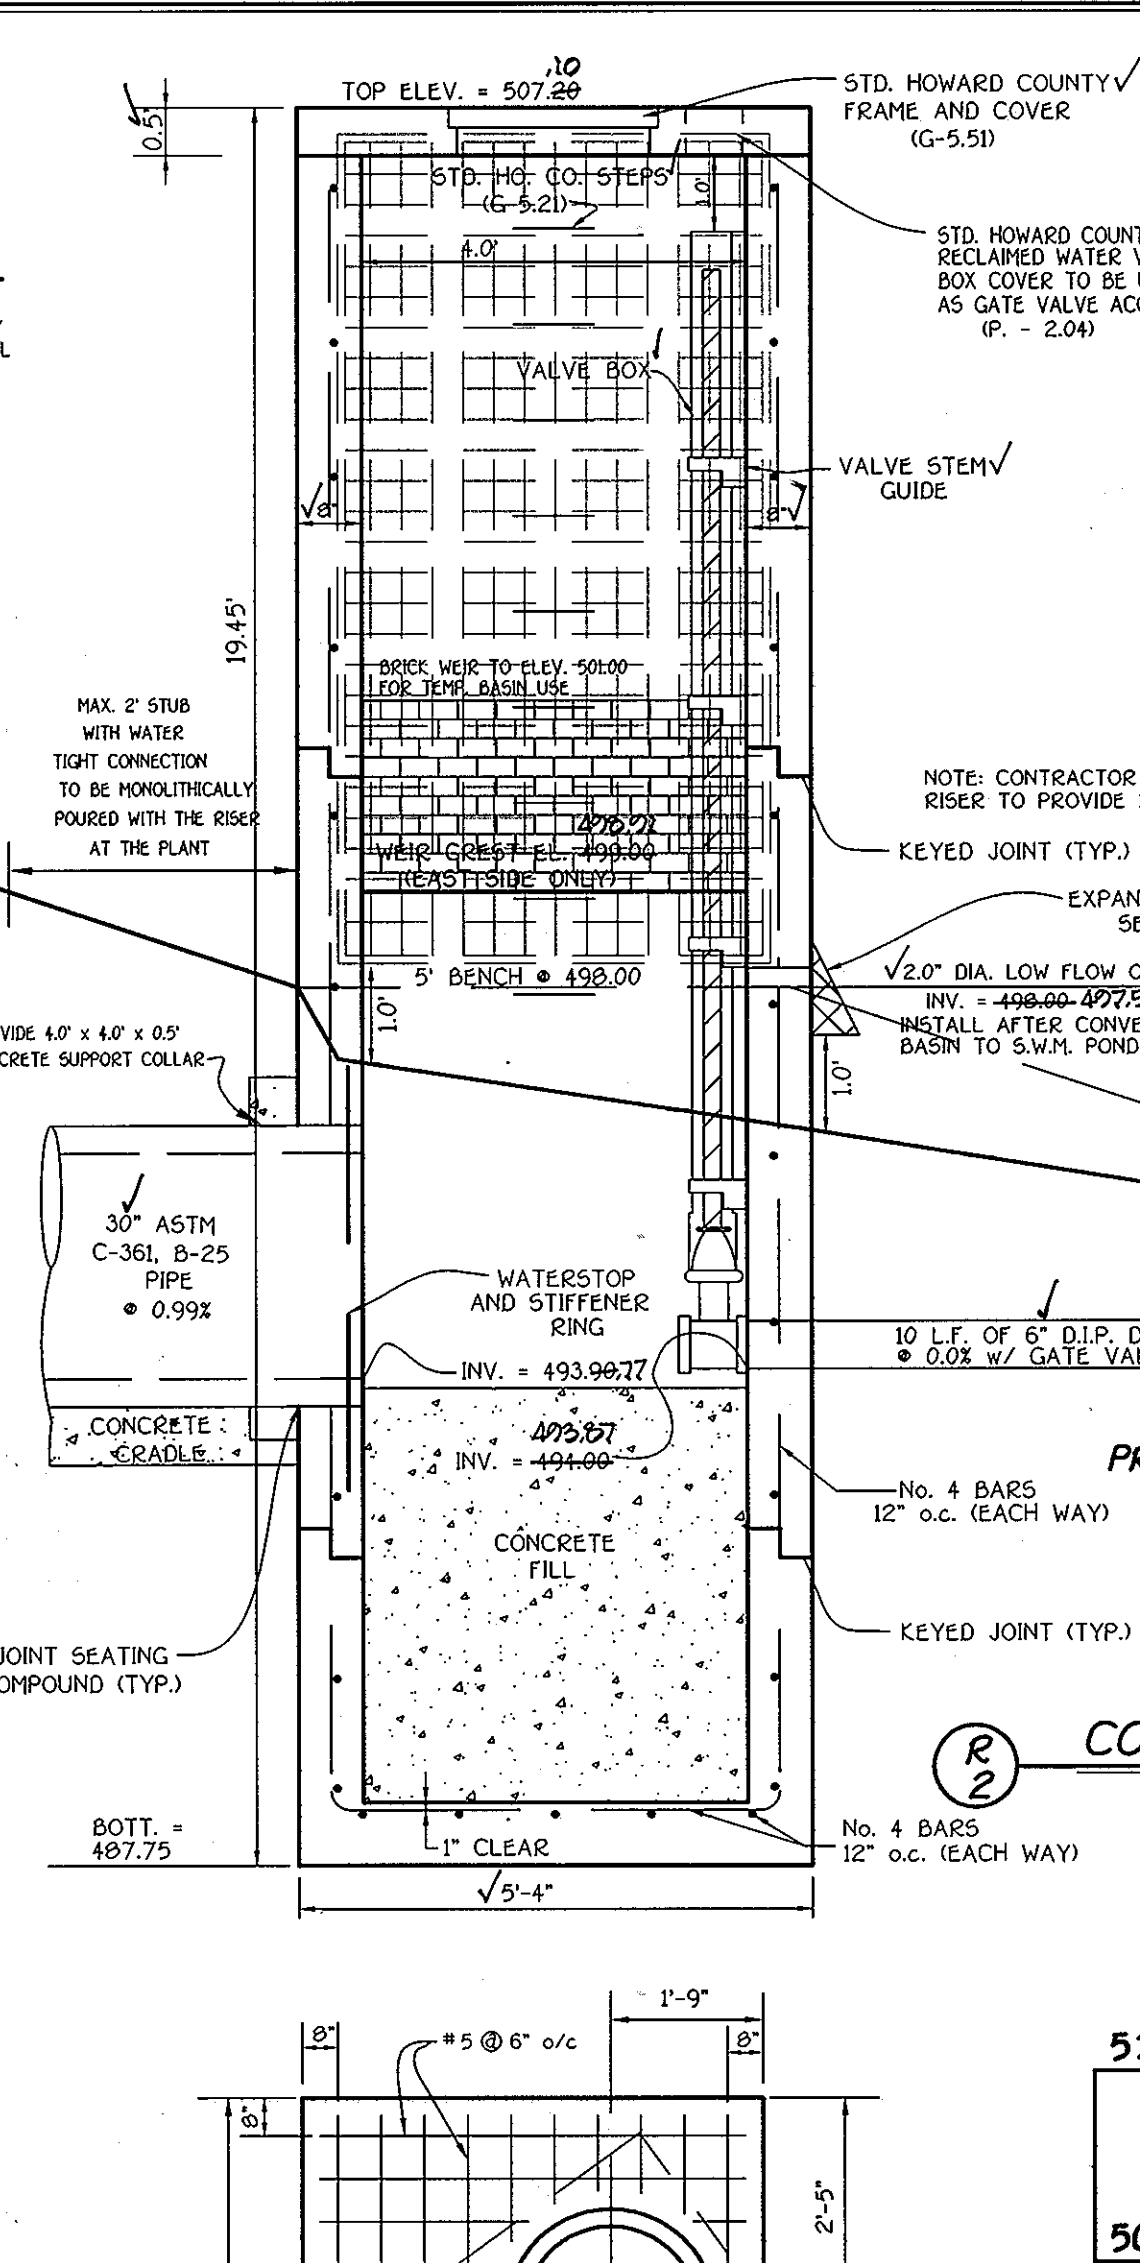 .10
TOP ELEV. = 507.20
0.5'
STD. HOWARD COUNTY
FRAME AND COVER
(G-5.51)
STD. HO. CO. STEPS
(G 5.21)
1.0'
4.0'
STD. HOWARD COUNT
RECLAIMED WATER V
BOX COVER TO BE U
AS GATE VALVE ACC
(P. - 2.04)
VALVE BOX
VALVE STEM
GUIDE
8"
8"
19.45'
BRICK WEIR TO ELEV. 501.00
FOR TEMP. BASIN USE
MAX. 2' STUB
WITH WATER
TIGHT CONNECTION
TO BE MONOLITHICALLY
POURED WITH THE RISER
AT THE PLANT
NOTE: CONTRACTOR
RISER TO PROVIDE
KEYED JOINT (TYP.)
498.91
WEIR CREST EL. 499.00
(EAST SIDE ONLY)
EXPAN
SE
5' BENCH @ 498.00
1.0'
2.0" DIA. LOW FLOW O
INV. = 498.00 497.5
INSTALL AFTER CONVE
BASIN TO S.W.M. POND
1.0'
VIDE 4.0' x 4.0' x 0.5'
CRETE SUPPORT COLLAR
30" ASTM
C-361, B-25
PIPE
@ 0.99%
WATERSTOP
AND STIFFENER
RING
10 L.F. OF 6" D.I.P. D
@ 0.0% W/ GATE VAL
INV. = 493.90.77
CONCRETE
CRADLE
493.87
INV. = 494.00
No. 4 BARS
12" o.c. (EACH WAY)
PR
CONCRETE
FILL
KEYED JOINT (TYP.)
JOINT SEATING
OMPOUND (TYP.)
R
2
CO
BOTT. =
487.75
1" CLEAR
No. 4 BARS
12" o.c. (EACH WAY)
5'-4"
1'-9"
8"
#5 @ 6" o/c
8"
8"
2'-5"
51
50